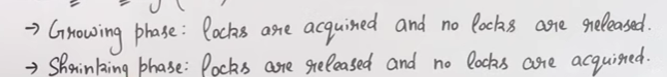 → Growing phase: locks are acquired and no locks are released.
→ Shrinking phase: locks are released and no locks are acquired.